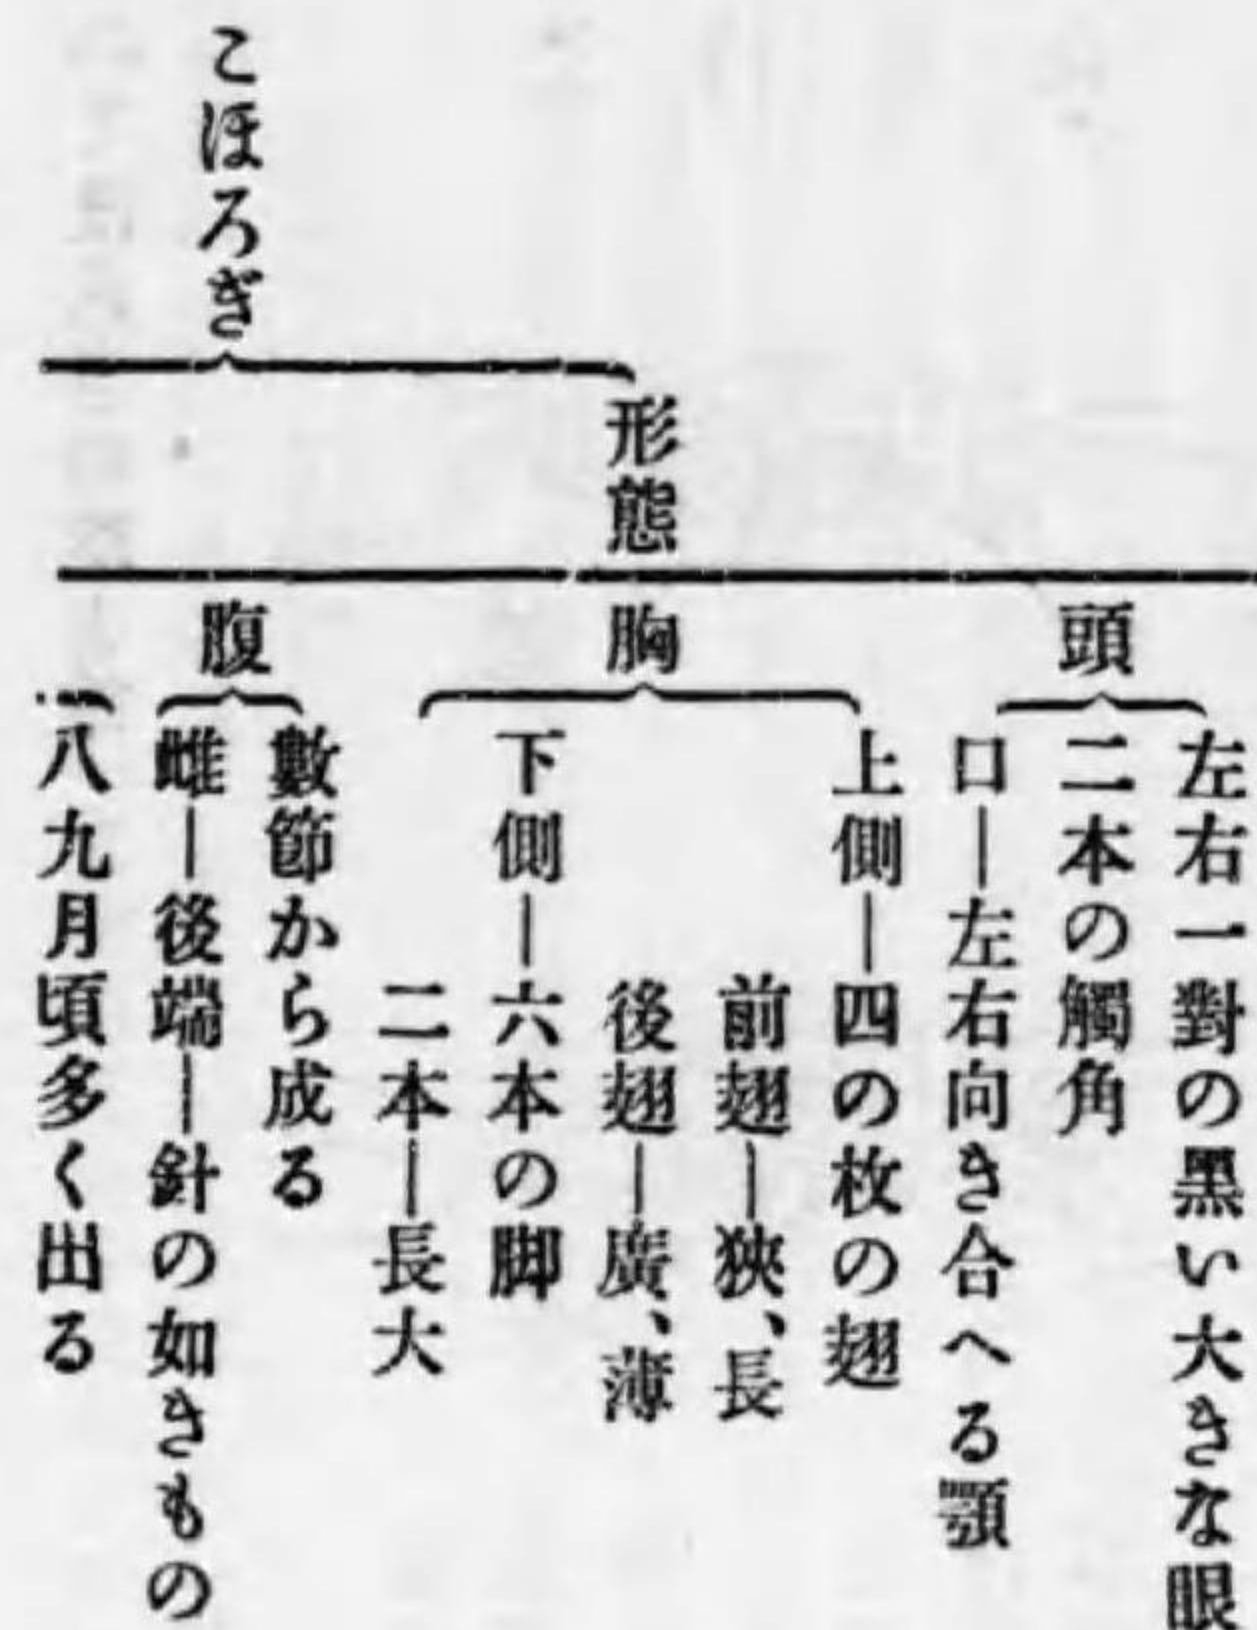 こほろぎ
形態
頭
左右一對の黑い大きな眼
二本の觸角
口―左右向き合へる顎
胸
上側―四の枚の翅
前翅―狹、長
後翅―廣、薄
下側―六本の脚
二本―長大
腹
數節から成る
雌―後端―針の如きもの
八九月頃多く出る